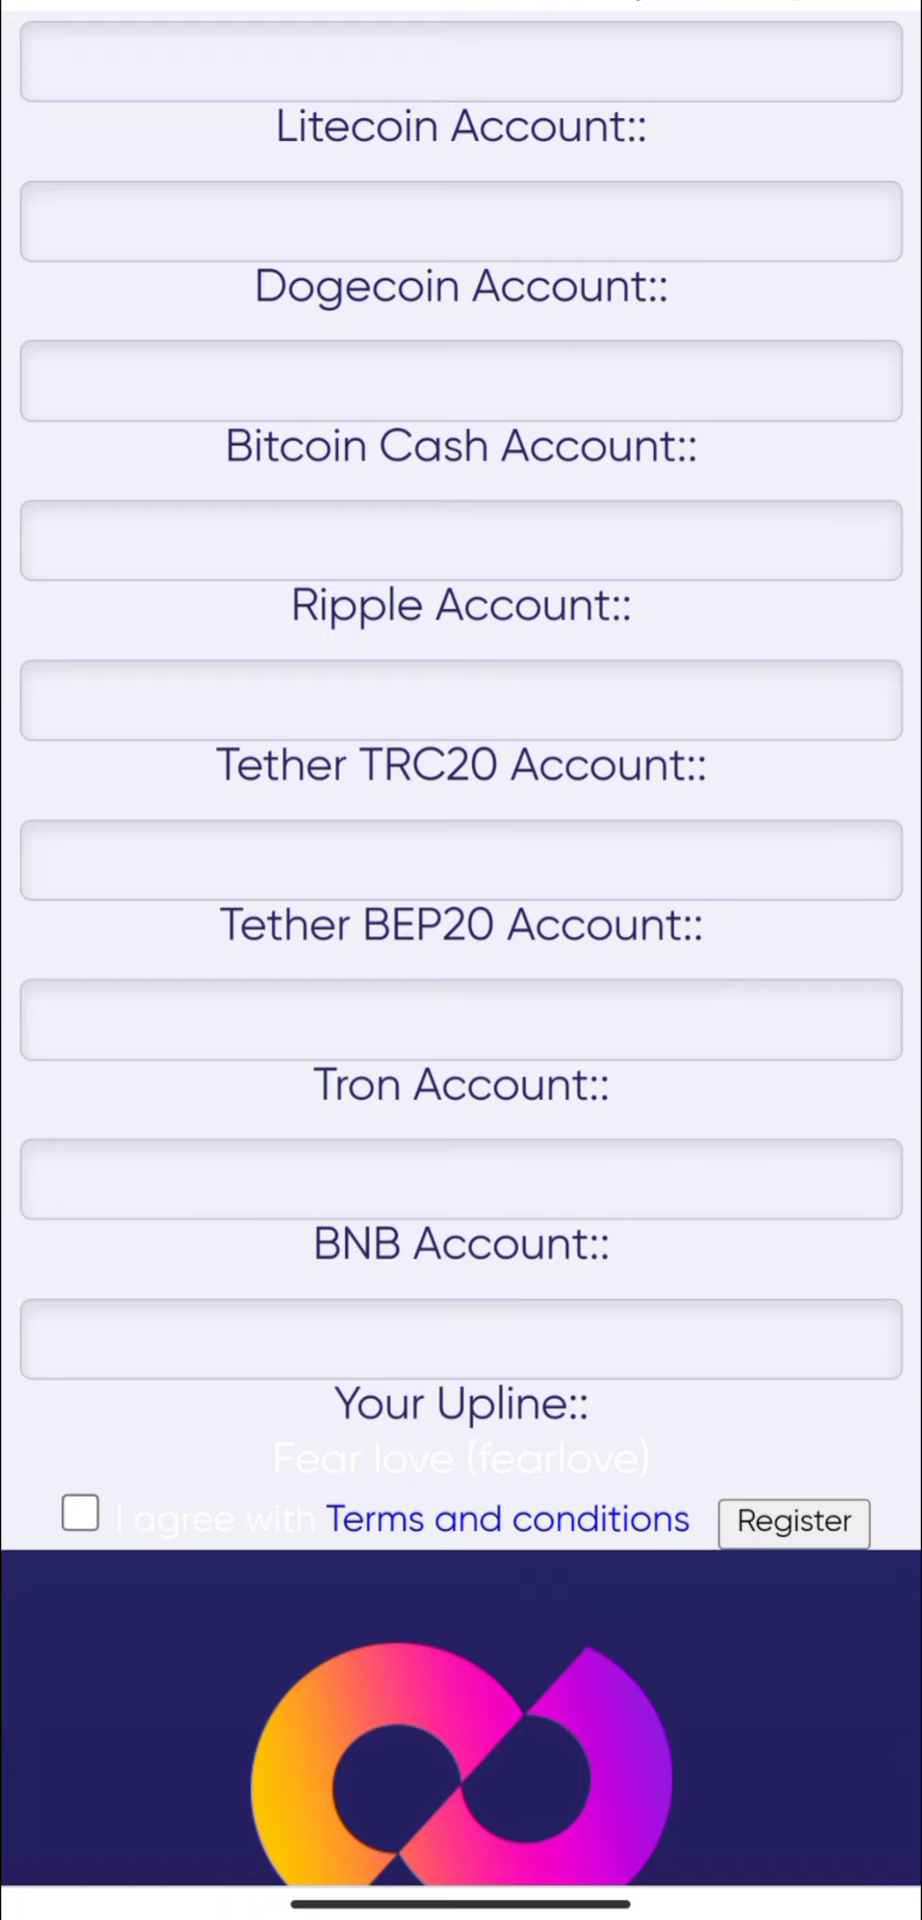 Litecoin Account::
Dogecoin Account::
Bitcoin Cash Account::
Ripple Account::
Tether TRC20 Account::
Tether BEP20 Account::
Tron Account::
BNB Account::
Your Upline::
Fear love (fearlove)
I agree with Terms and conditions Register